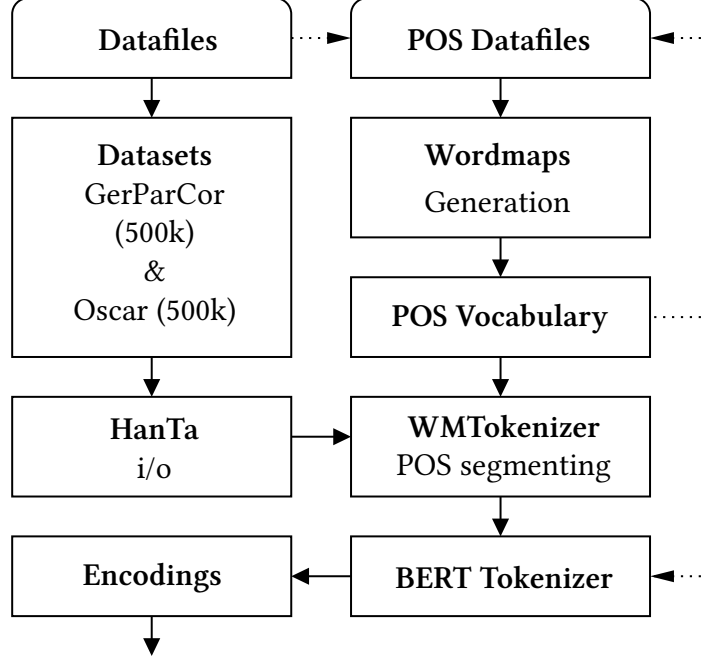 Datafiles
POS Datafiles
Datasets
GerParCor
(500k)
&
Oscar (500k)
Wordmaps
Generation
POS Vocabulary
HanTa
i/o
WMTokenizer
POS segmenting
Encodings
BERT Tokenizer